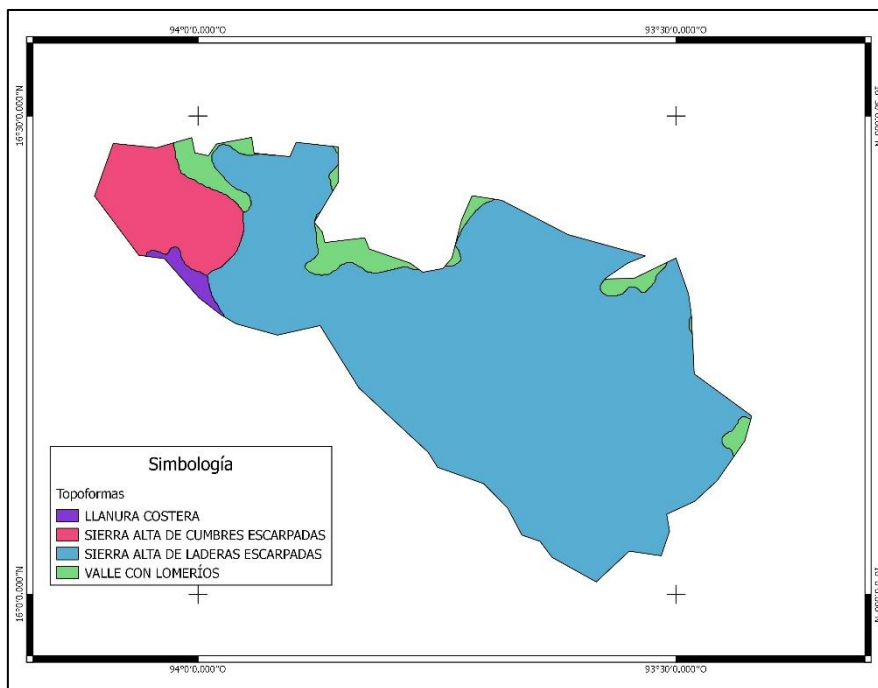 94°0'0.000"O 93°30'0.000"O
16°30'0.000"N
16°0'0.000"N
Simbología
Topoformas
LLANURA COSTERA
SIERRA ALTA DE CUMBRES ESCARPADAS
SIERRA ALTA DE LADERAS ESCARPADAS
VALLE CON LOMERÍOS
94°0'0.000"O 93°30'0.000"O